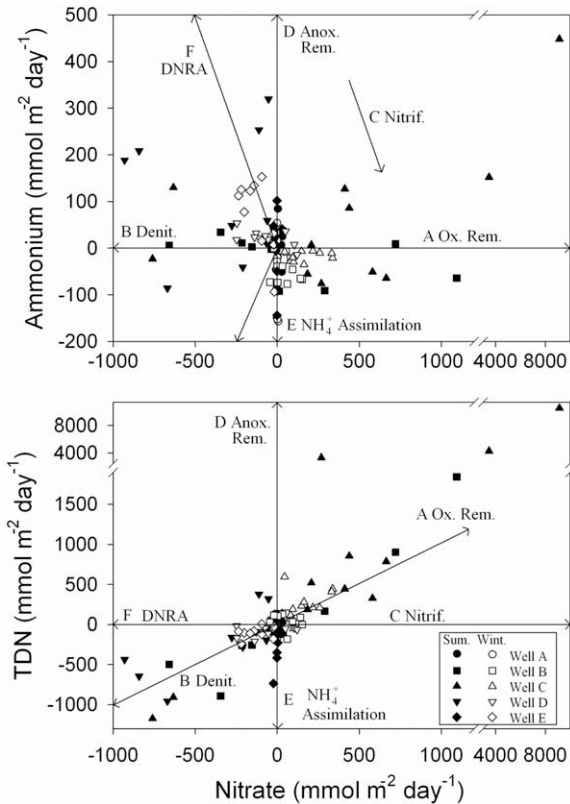 500
400
300
200
100
0
-100
-200
Ammonium (mmol m⁻² day⁻¹)
F
DNRA
D Anox.
Rem.
C Nitrif.
B Denit.
A Ox. Rem.
E NH₄⁺ Assimilation
-1000 -500 0 500 1000 4000 8000
8000
4000
1500
1000
500
0
-500
-1000
TDN (mmol m⁻² day⁻¹)
D Anox.
Rem.
A Ox. Rem.
F DNRA
C Nitrif.
B Denit.
E NH₄⁺
Assimilation
Sum. Wint.
Well A
Well B
Well C
Well D
Well E
-1000 -500 0 500 1000 4000 8000
Nitrate (mmol m⁻² day⁻¹)